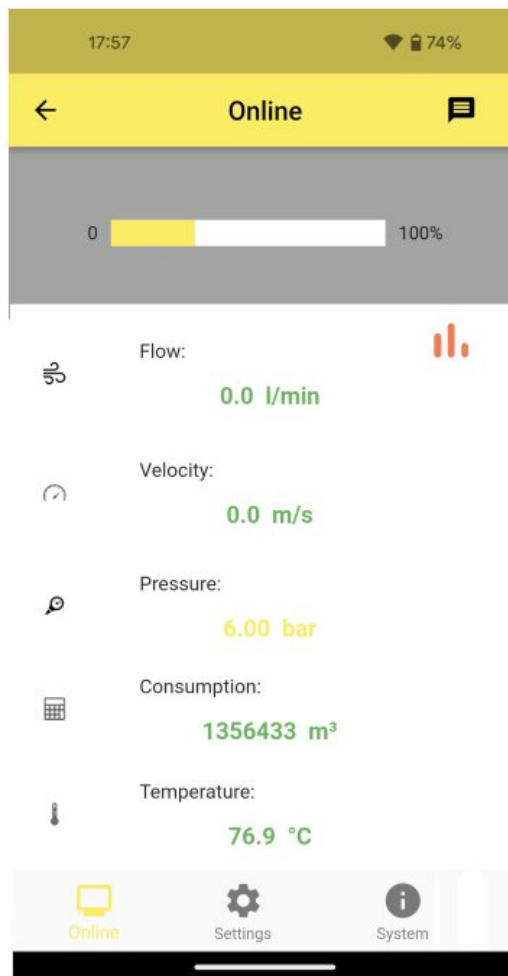 17:57 74%
Online
0 100%
Flow:
0.0 l/min
Velocity:
0.0 m/s
Pressure:
6.00 bar
Consumption:
1356433 m³
Temperature:
76.9 °C
Online Settings System